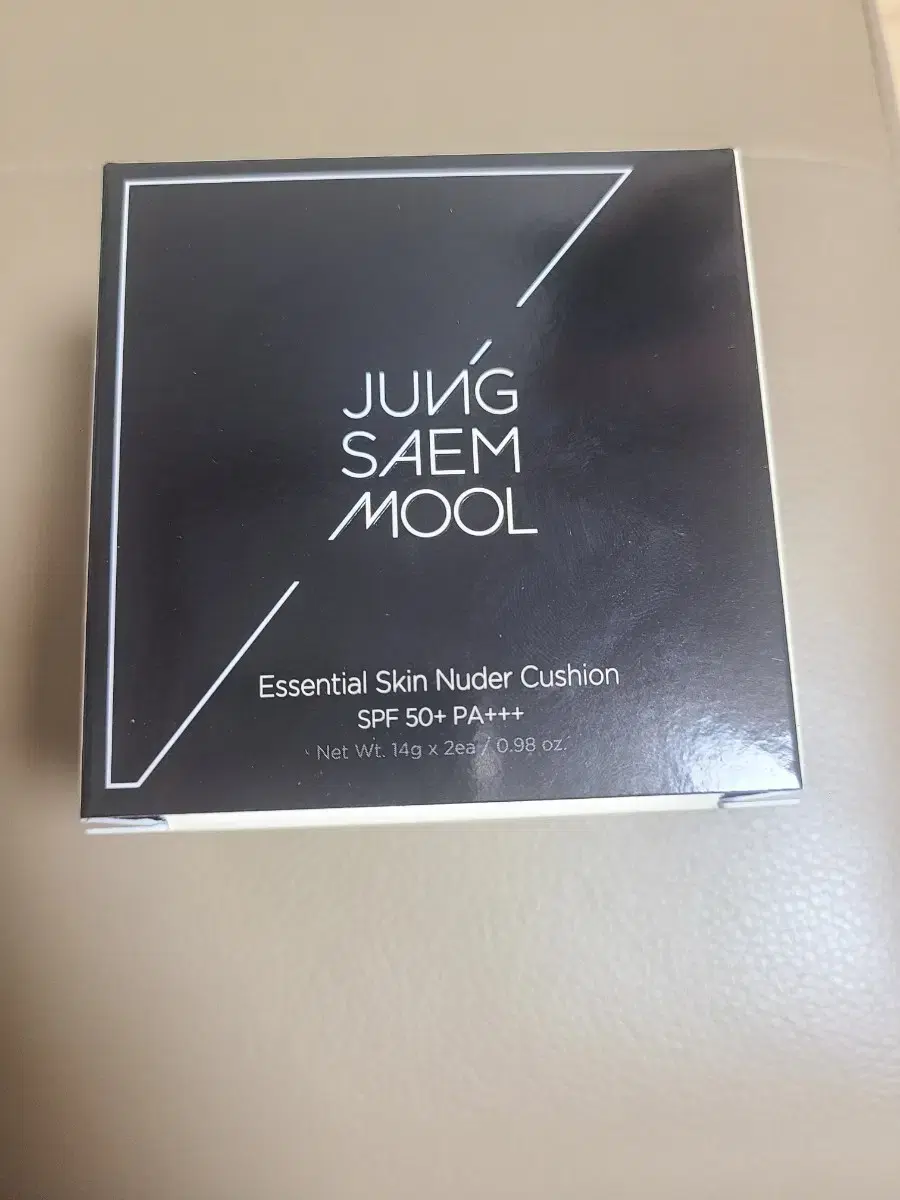 JUNG
SAEM
MOOL
Essential Skin Nuder Cushion
SPF 50+ PA+++
Net Wt. 14g x 2ea / 0.98 oz.